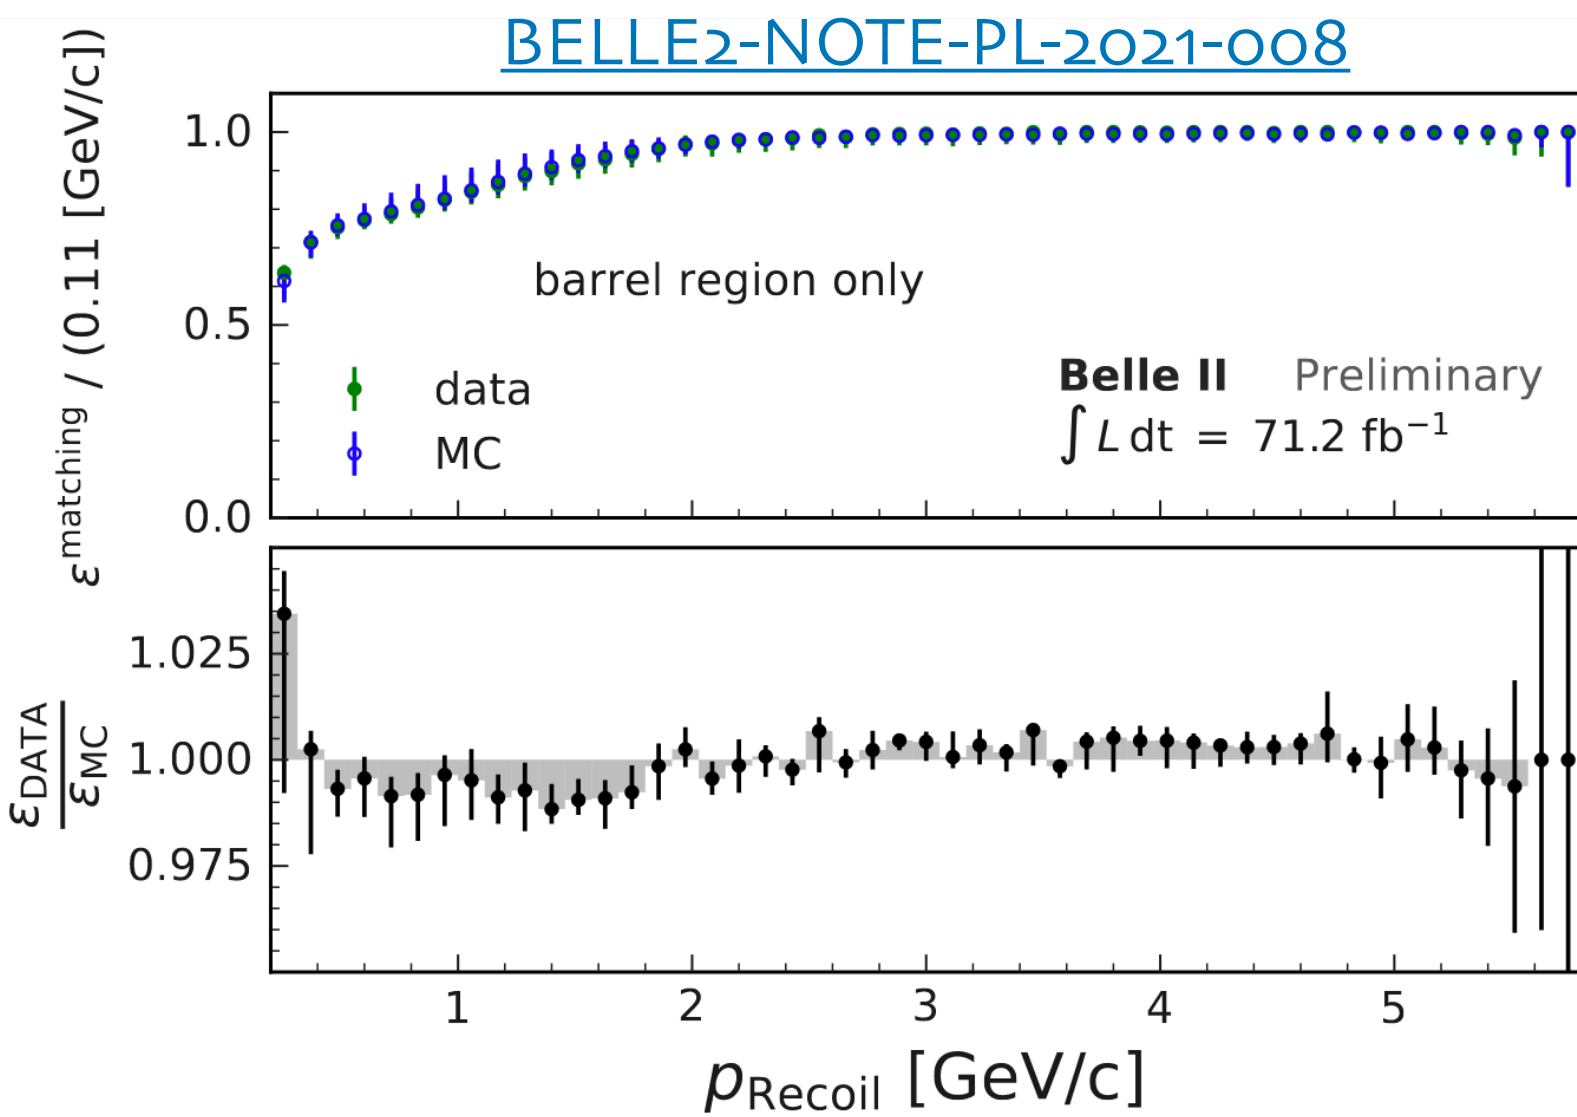 BELLE2-NOTE-PL-2021-008
ε^matching / (0.11 [GeV/c])
1.0
0.5
0.0
barrel region only
data
MC
Belle II Preliminary
∫ L dt = 71.2 fb⁻¹
ε_DATA
ε_MC
1.025
1.000
0.975
1 2 3 4 5
p_Recoil [GeV/c]